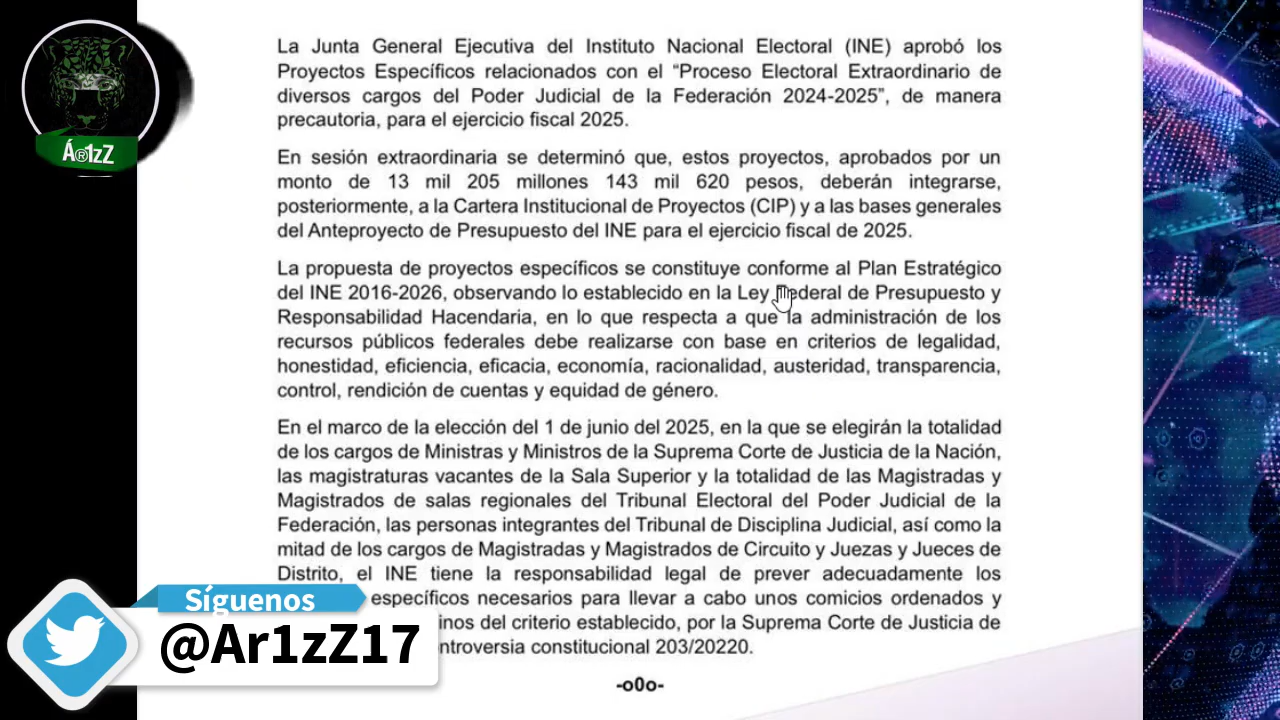 La Junta General Ejecutiva del Instituto Nacional Electoral (INE) aprobó los
Proyectos Específicos relacionados con el “Proceso Electoral Extraordinario de
diversos cargos del Poder Judicial de la Federación 2024-2025”, de manera
precautoria, para el ejercicio fiscal 2025.
En sesión extraordinaria se determinó que, estos proyectos, aprobados por un
monto de 13 mil 205 millones 143 mil 620 pesos, deberán integrarse,
posteriormente, a la Cartera Institucional de Proyectos (CIP) y a las bases generales
del Anteproyecto de Presupuesto del INE para el ejercicio fiscal de 2025.
La propuesta de proyectos específicos se constituye conforme al Plan Estratégico
del INE 2016-2026, observando lo establecido en la Ley Federal de Presupuesto y
Responsabilidad Hacendaria, en lo que respecta a que la administración de los
recursos públicos federales debe realizarse con base en criterios de legalidad,
honestidad, eficiencia, eficacia, economía, racionalidad, austeridad, transparencia,
control, rendición de cuentas y equidad de género.
En el marco de la elección del 1 de junio del 2025, en la que se elegirán la totalidad
de los cargos de Ministras y Ministros de la Suprema Corte de Justicia de la Nación,
las magistraturas vacantes de la Sala Superior y la totalidad de las Magistradas y
Magistrados de salas regionales del Tribunal Electoral del Poder Judicial de la
Federación, las personas integrantes del Tribunal de Disciplina Judicial, así como la
mitad de los cargos de Magistradas y Magistrados de Circuito y Juezas y Jueces de
Distrito, el INE tiene la responsabilidad legal de prever adecuadamente los
específicos necesarios para llevar a cabo unos comicios ordenados y
inos del criterio establecido, por la Suprema Corte de Justicia de
ontroversia constitucional 203/20220.
-o0o-
Á®1zZ
Síguenos
@Ar1zZ17